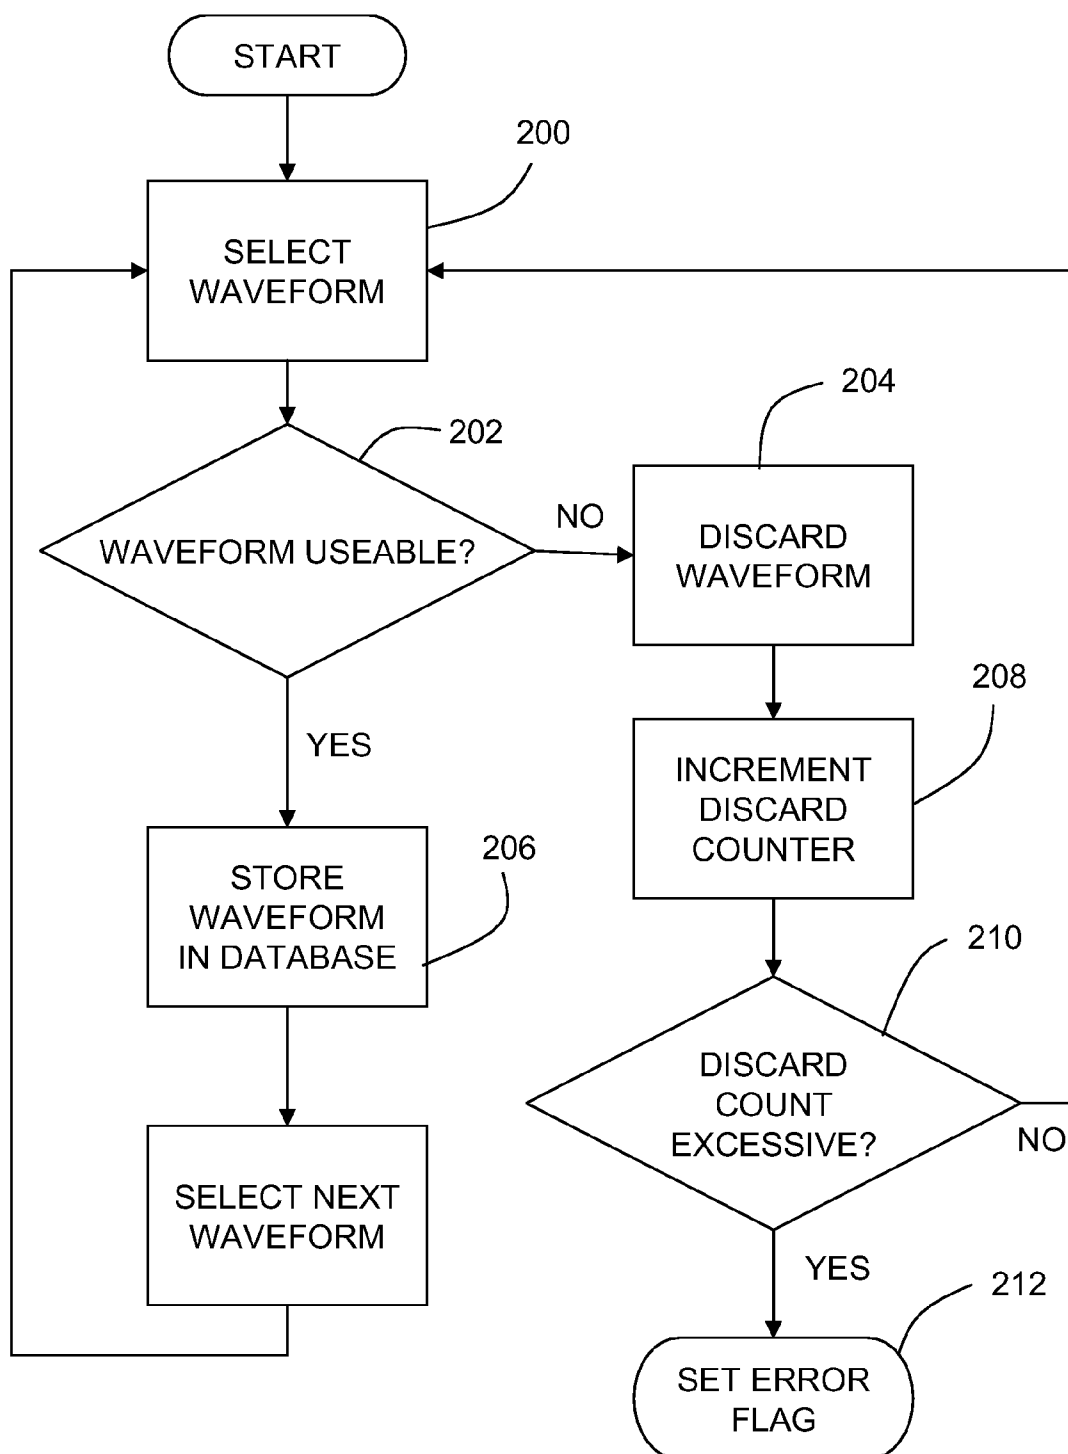 START
200
SELECT
WAVEFORM
204
202
NO
WAVEFORM USEABLE?
DISCARD
WAVEFORM
208
YES
INCREMENT
DISCARD
COUNTER
206
STORE
WAVEFORM
IN DATABASE
210
DISCARD
COUNT
EXCESSIVE?
NO
SELECT NEXT
WAVEFORM
YES
212
SET ERROR
FLAG